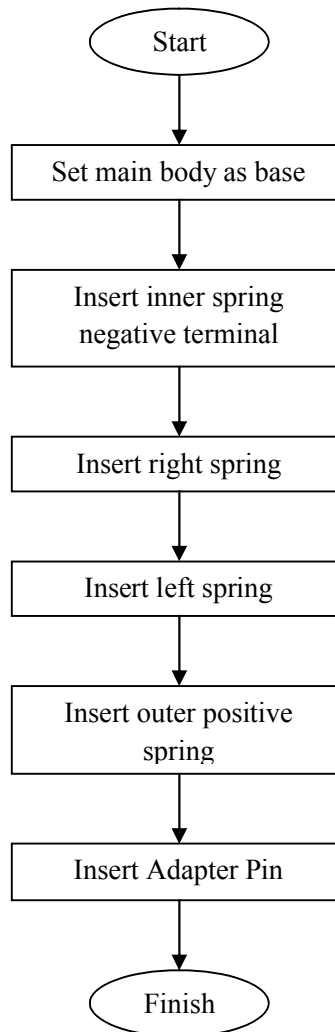 Start
Set main body as base
Insert inner spring
negative terminal
Insert right spring
Insert left spring
Insert outer positive
spring
Insert Adapter Pin
Finish